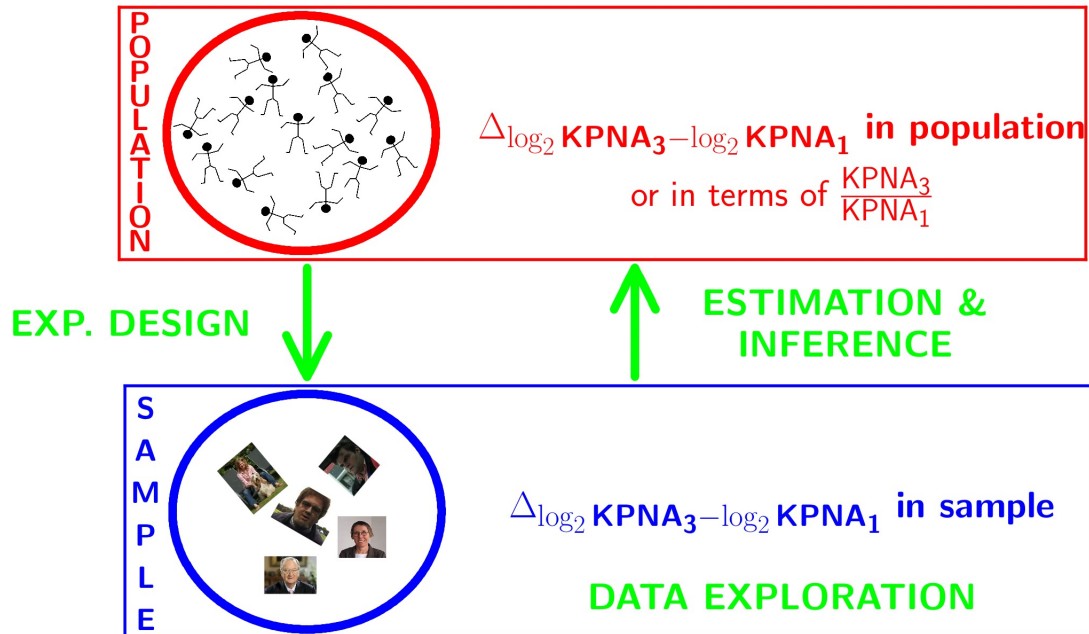 POPULATION
Δlog₂ KPNA₃−log₂ KPNA₁ in population
or in terms of KPNA₃/KPNA₁
EXP. DESIGN
ESTIMATION &
INFERENCE
SAMPLE
Δlog₂ KPNA₃−log₂ KPNA₁ in sample
DATA EXPLORATION